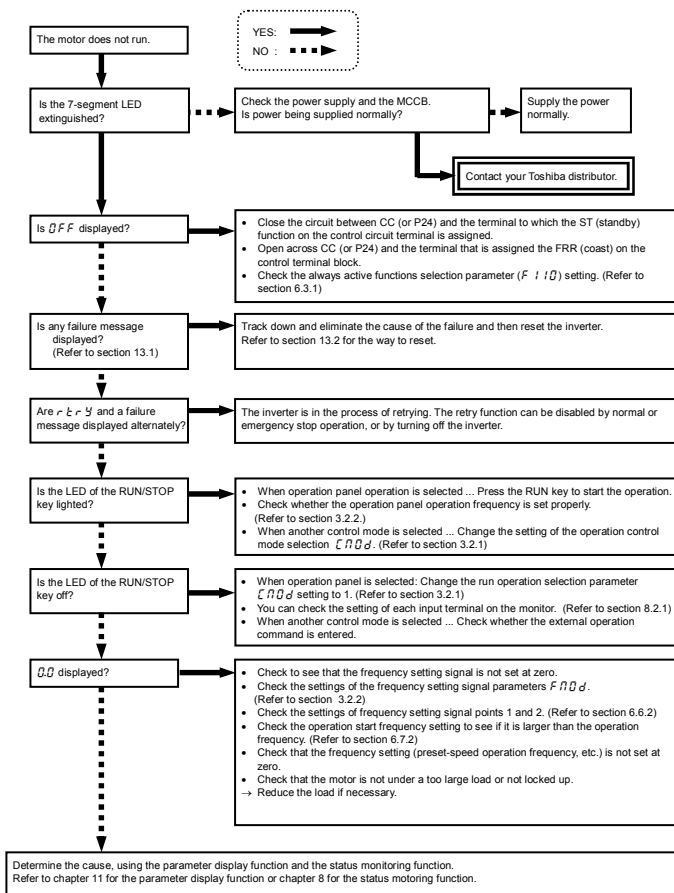 The motor does not run.
YES:
NO :
Is the 7-segment LED
extinguished?
Check the power supply and the MCCB.
Is power being supplied normally?
Supply the power
normally.
Contact your Toshiba distributor.
Is OFF displayed?
• Close the circuit between CC (or P24) and the terminal to which the ST (standby)
function on the control circuit terminal is assigned.
• Open across CC (or P24) and the terminal that is assigned the FRR (coast) on the
control terminal block.
• Check the always active functions selection parameter (F110) setting. (Refer to
section 6.3.1)
Is any failure message
displayed?
(Refer to section 13.1)
Track down and eliminate the cause of the failure and then reset the inverter.
Refer to section 13.2 for the way to reset.
Are rtry and a failure
message displayed alternately?
The inverter is in the process of retrying. The retry function can be disabled by normal or
emergency stop operation, or by turning off the inverter.
Is the LED of the RUN/STOP
key lighted?
• When operation panel operation is selected ... Press the RUN key to start the operation.
• Check whether the operation panel operation frequency is set properly.
(Refer to section 3.2.2.)
• When another control mode is selected ... Change the setting of the operation control
mode selection CMOd. (Refer to section 3.2.1)
Is the LED of the RUN/STOP
key off?
• When operation panel is selected: Change the run operation selection parameter
CMOd setting to 1. (Refer to section 3.2.1)
• You can check the setting of each input terminal on the monitor. (Refer to section 8.2.1)
• When another control mode is selected ... Check whether the external operation
command is entered.
0.0 displayed?
• Check to see that the frequency setting signal is not set at zero.
• Check the settings of the frequency setting signal parameters FMOd.
(Refer to section 3.2.2)
• Check the settings of frequency setting signal points 1 and 2. (Refer to section 6.6.2)
• Check the operation start frequency setting to see if it is larger than the operation
frequency. (Refer to section 6.7.2)
• Check that the frequency setting (preset-speed operation frequency, etc.) is not set at
zero.
• Check that the motor is not under a too large load or not locked up.
→ Reduce the load if necessary.
Determine the cause, using the parameter display function and the status monitoring function.
Refer to chapter 11 for the parameter display function or chapter 8 for the status motoring function.